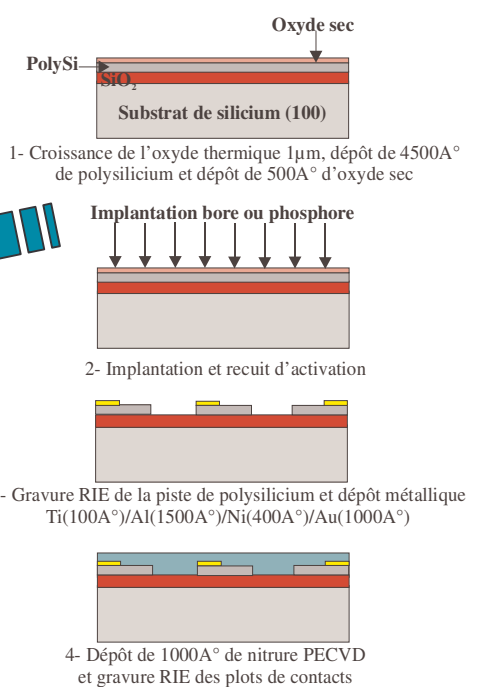 Oxyde sec
PolySi
SiO₂
Substrat de silicium (100)
1- Croissance de l'oxyde thermique 1µm, dépôt de 4500A°
de polysilicium et dépôt de 500A° d'oxyde sec
Implantation bore ou phosphore
2- Implantation et recuit d'activation
- Gravure RIE de la piste de polysilicium et dépôt métallique
Ti(100A°)/Al(1500A°)/Ni(400A°)/Au(1000A°)
4- Dépôt de 1000A° de nitrure PECVD
et gravure RIE des plots de contacts